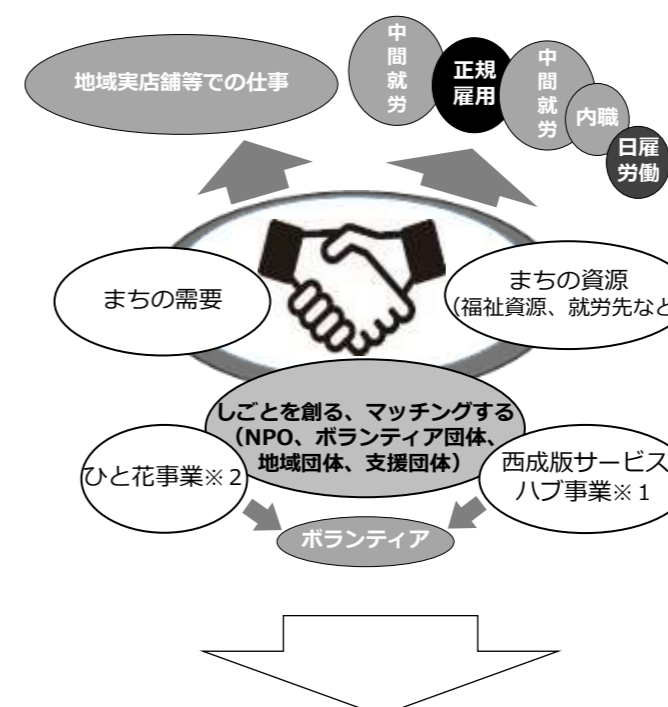 地域実店舗等での仕事
中間就労
正規
雇用
中間就労
内職
日雇
労働
まちの需要
まちの資源
(福祉資源、就労先など
しごとを創る、マッチングする
（NPO、ボランティア団体、
地域団体、支援団体）
ひと花事業※２
西成版サービス
ハブ事業※１
ボランティア